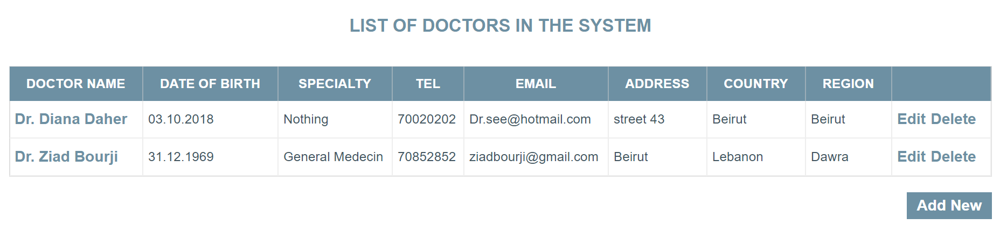 LIST OF DOCTORS IN THE SYSTEM
DOCTOR NAME DATE OF BIRTH SPECIALTY TEL EMAIL ADDRESS COUNTRY REGION
Dr. Diana Daher 03.10.2018 Nothing 70020202 Dr.see@hotmail.com street 43 Beirut Beirut Edit Delete
Dr. Ziad Bourji 31.12.1969 General Medecin 70852852 ziadbourji@gmail.com Beirut Lebanon Dawra Edit Delete
Add New